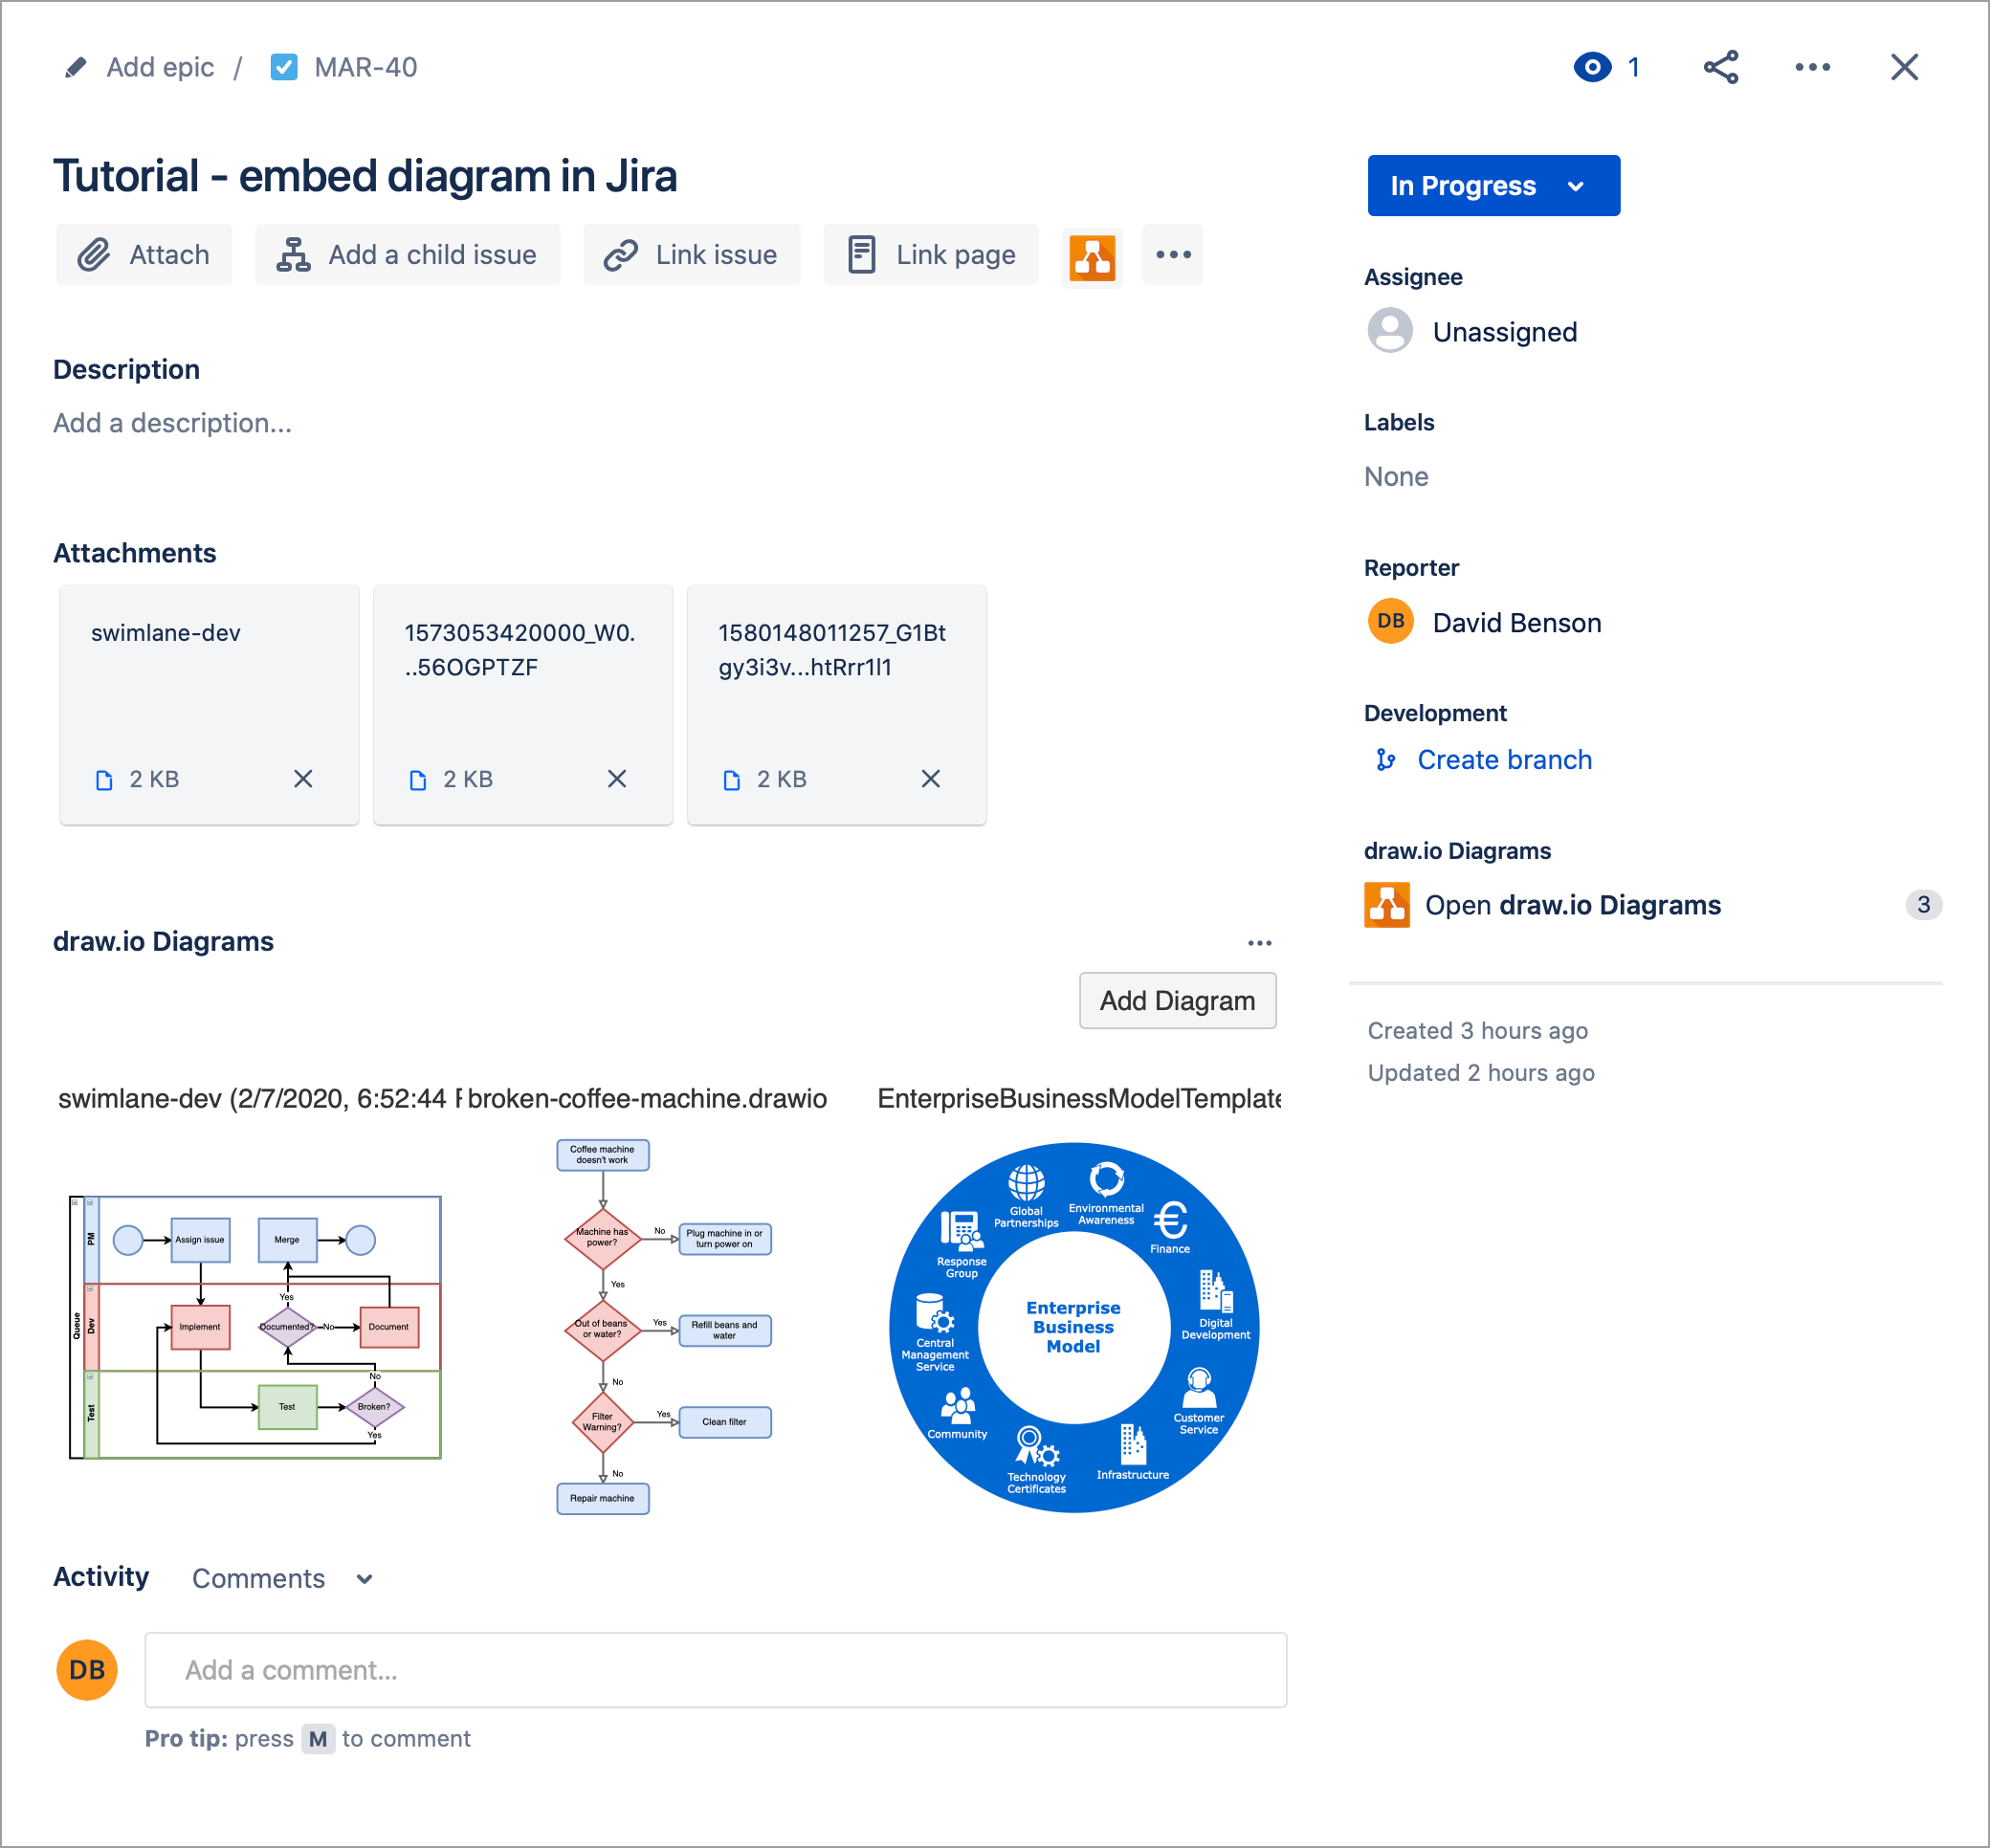 Add epic / MAR-40
1
Tutorial - embed diagram in Jira
Attach
Add a child issue
Link issue
Link page
Description
Add a description...
Attachments
swimlane-dev
2 KB
1573053420000_W0.
..56OGPTZF
2 KB
1580148011257_G1Bt
gy3i3v...htRrr1l1
2 KB
draw.io Diagrams
Add Diagram
swimlane-dev (2/7/2020, 6:52:44
Queue
PM
Assign issue
Merge
Dev
Yes
Implement
Documented?
No
Document
Test
No
Test
Broken?
Yes
broken-coffee-machine.drawio
Coffee machine
doesn't work
Machine has
power?
No
Plug machine in or
turn power on
Yes
Out of beans
or water?
Yes
Refill beans and
water
No
Filter
Warning?
Yes
Clean filter
No
Repair machine
EnterpriseBusinessModelTemplate
Global
Partnerships
Environmental
Awareness
Finance
Response
Group
Digital
Development
Enterprise
Business
Model
Central
Management
Service
Customer
Service
Community
Technology
Certificates
Infrastructure
Activity
Comments
DB
Add a comment...
Pro tip: press M to comment
In Progress
Assignee
Unassigned
Labels
None
Reporter
DB
David Benson
Development
Create branch
draw.io Diagrams
Open draw.io Diagrams
3
Created 3 hours ago
Updated 2 hours ago